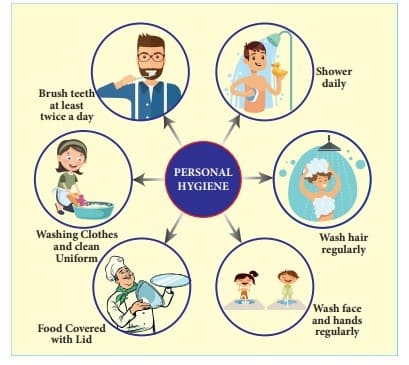 Brush teeth
at least
twice a day
Shower
daily
PERSONAL
HYGIENE
Washing Clothes
and clean
Uniform
Wash hair
regularly
Food Covered
with Lid
Wash face
and hands
regularly